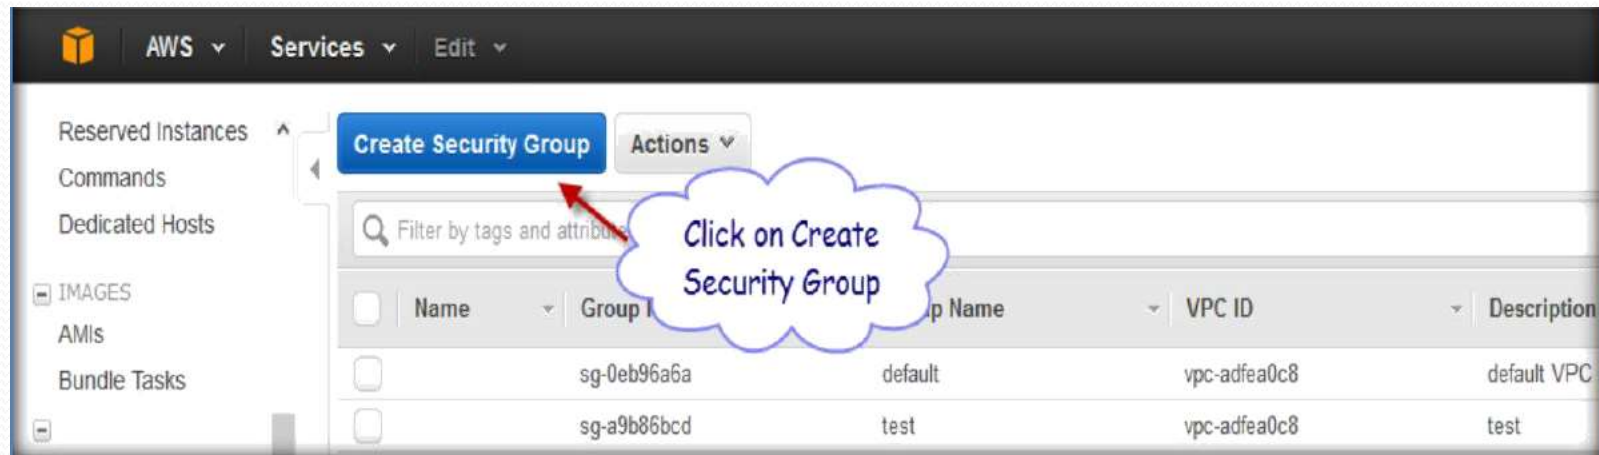 AWS Services Edit
Reserved Instances
Commands
Dedicated Hosts
IMAGES
AMIs
Bundle Tasks
Create Security Group Actions
Filter by tags and
Click on Create
Security Group
Name Group Name VPC ID Description
sg-0eb96a6a default vpc-adfea0c8 default VPC
sg-a9b86bcd test vpc-adfea0c8 test